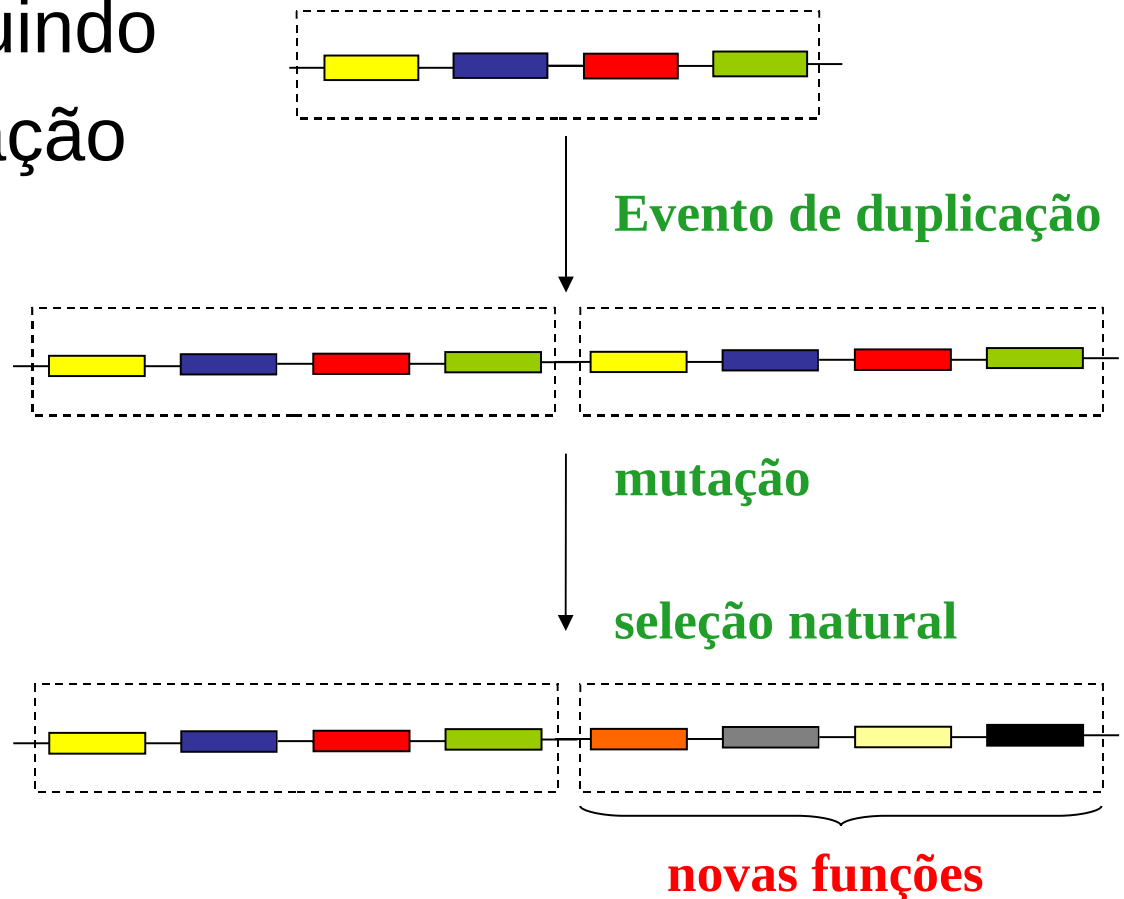 uindo
ação
Evento de duplicação
mutação
seleção natural
novas funções